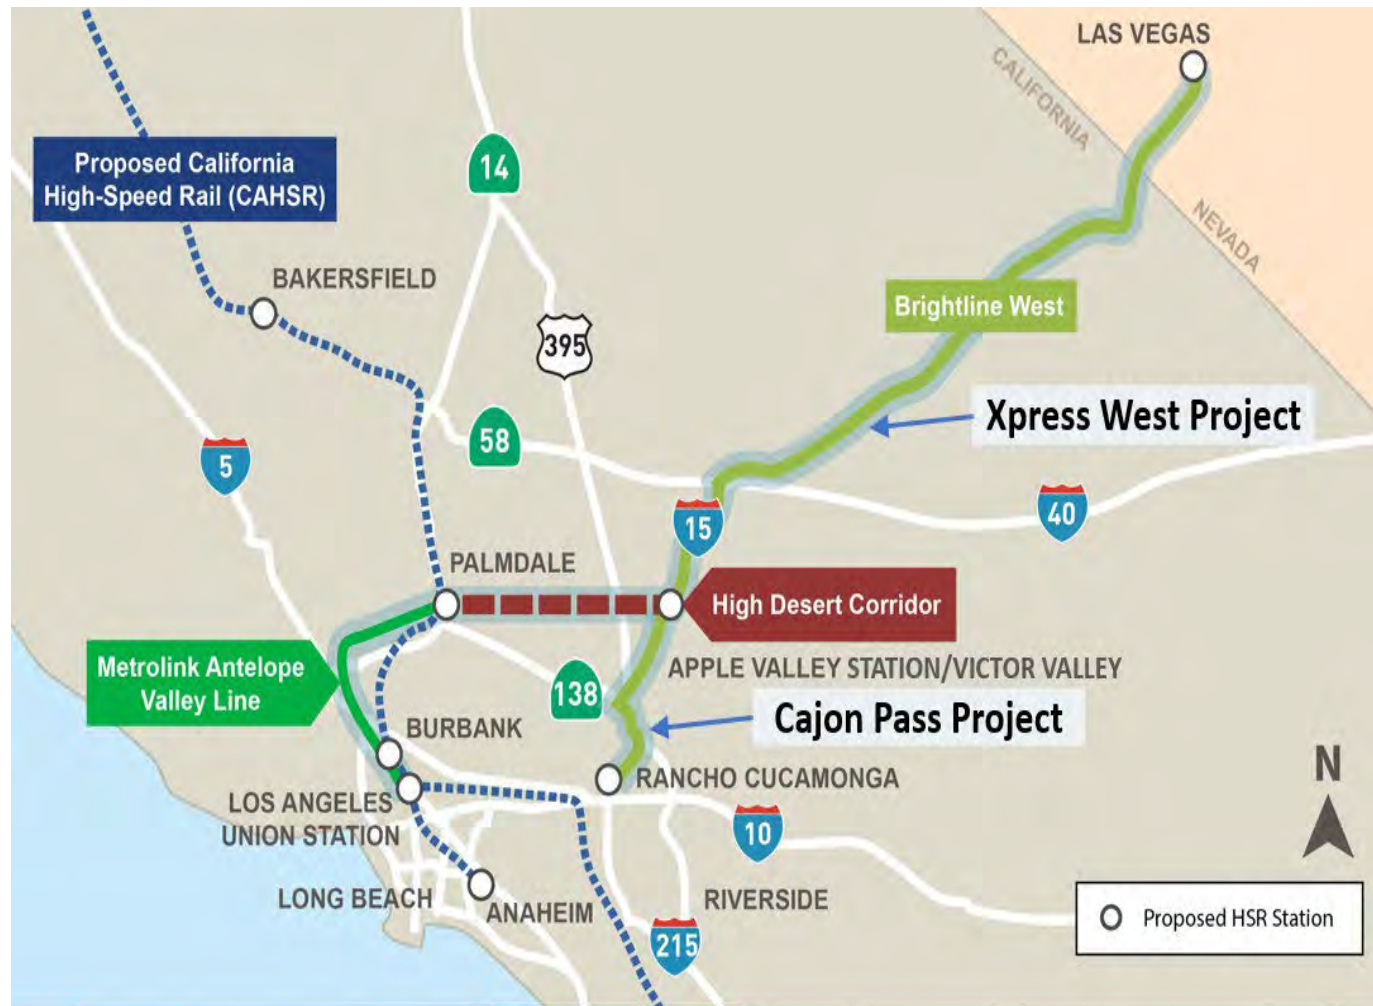 LAS VEGAS
CALIFORNIA
NEVADA
Proposed California
High-Speed Rail (CAHSR)
14
BAKERSFIELD
Brightline West
395
Xpress West Project
58
5
15
40
PALMDALE
High Desert Corridor
Metrolink Antelope
Valley Line
APPLE VALLEY STATION/VICTOR VALLEY
138
Cajon Pass Project
BURBANK
RANCHO CUCAMONGA
N
LOS ANGELES
UNION STATION
10
LONG BEACH
ANAHEIM
RIVERSIDE
215
Proposed HSR Station